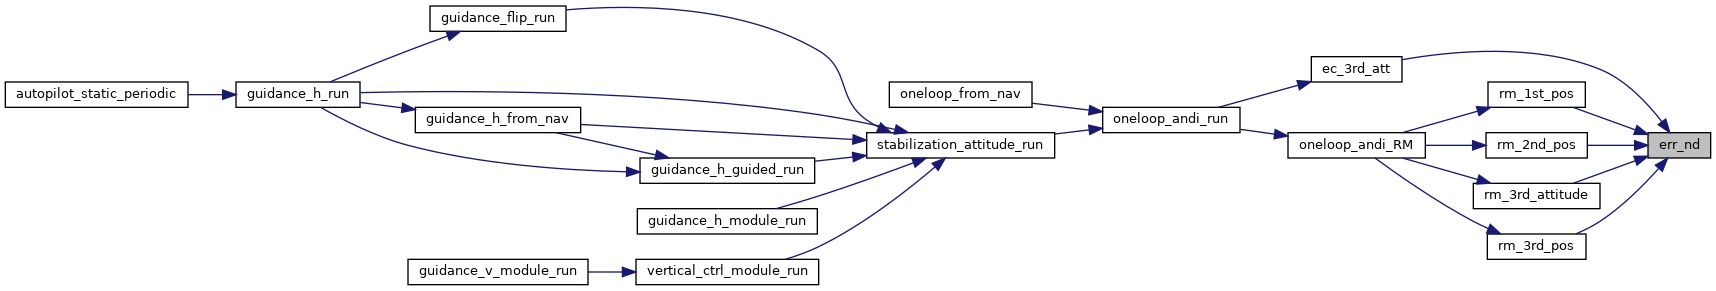 guidance_flip_run
ec_3rd_att
autopilot_static_periodic
guidance_h_run
oneloop_from_nav
rm_1st_pos
guidance_h_from_nav
oneloop_andi_run
stabilization_attitude_run
oneloop_andi_RM
rm_2nd_pos
err_nd
guidance_h_guided_run
rm_3rd_attitude
guidance_h_module_run
rm_3rd_pos
guidance_v_module_run
vertical_ctrl_module_run